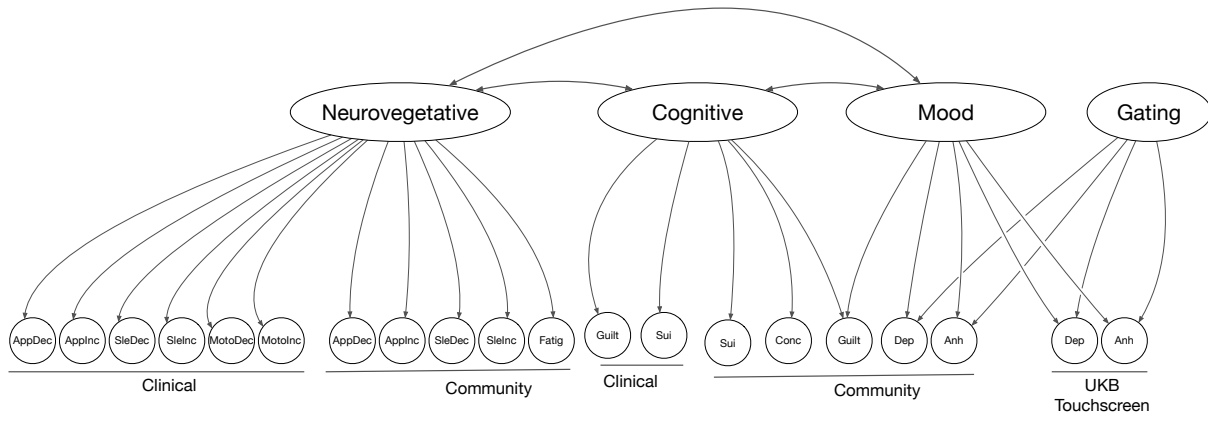 Neurovegetative Cognitive Mood Gating
AppDec AppInc SleDec SleInc MotoDec MotoInc AppDec AppInc SleDec SleInc Fatig Guilt Sui Sui Conc Guilt Dep Anh Dep Anh
Clinical Community Clinical Community UKB
Touchscreen